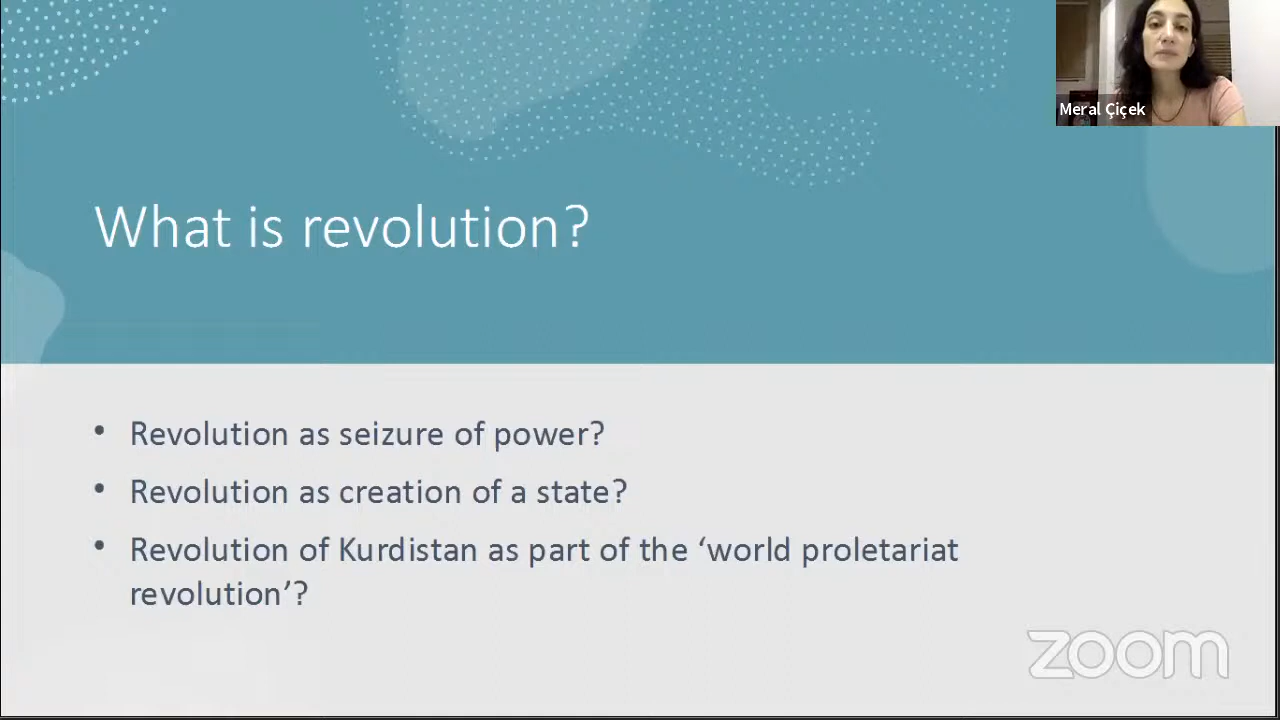 Meral Çiçek
What is revolution?
• Revolution as seizure of power?
• Revolution as creation of a state?
• Revolution of Kurdistan as part of the ‘world proletariat
revolution’?
zoom